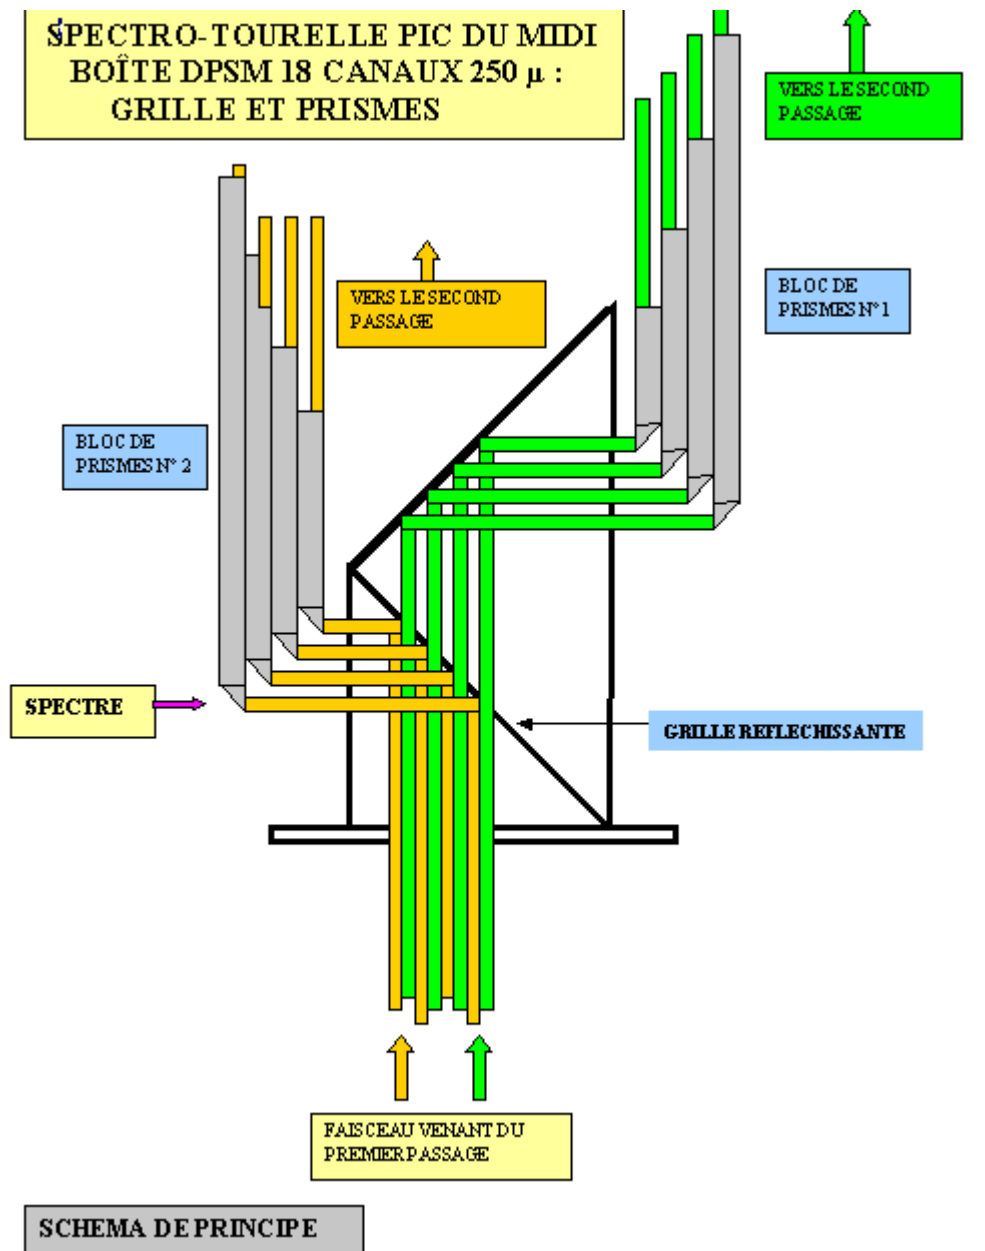 SPECTRO-TOURELLE PIC DU MIDI
BOÎTE DPSM 18 CANAUX 250 µ :
GRILLE ET PRISMES
VERS LE SECOND
PASSAGE
VERS LE SECOND
PASSAGE
BLOC DE
PRISMES N°1
BLOC DE
PRISMES N° 2
SPECTRE
GRILLE REFLECHISSANTE
FAISCEAU VENANT DU
PREMIER PASSAGE
SCHEMA DE PRINCIPE